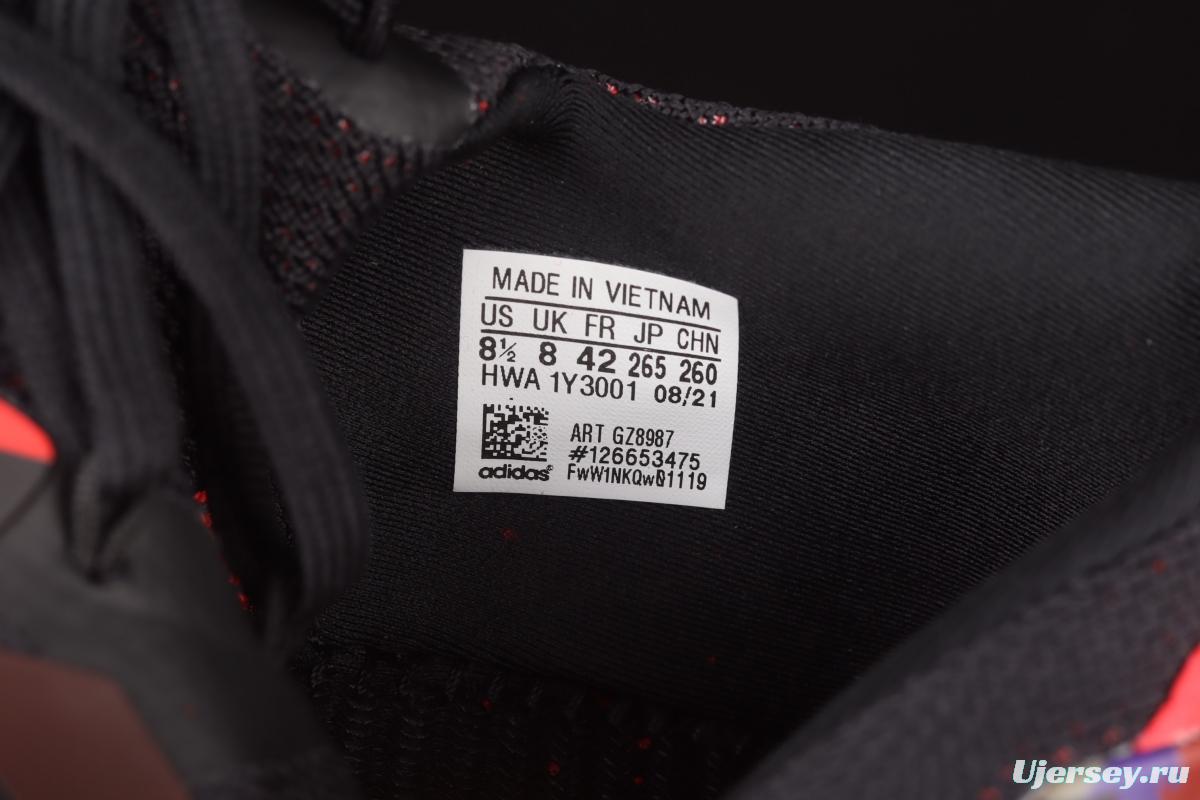 MADE IN VIETNAM
US UK FR JP CHN
8½ 8 42 265 260
HWA 1Y3001 08/21
ART GZ8987
#126653475
adidas® FwW1NKQw01119
Ujersey.ru